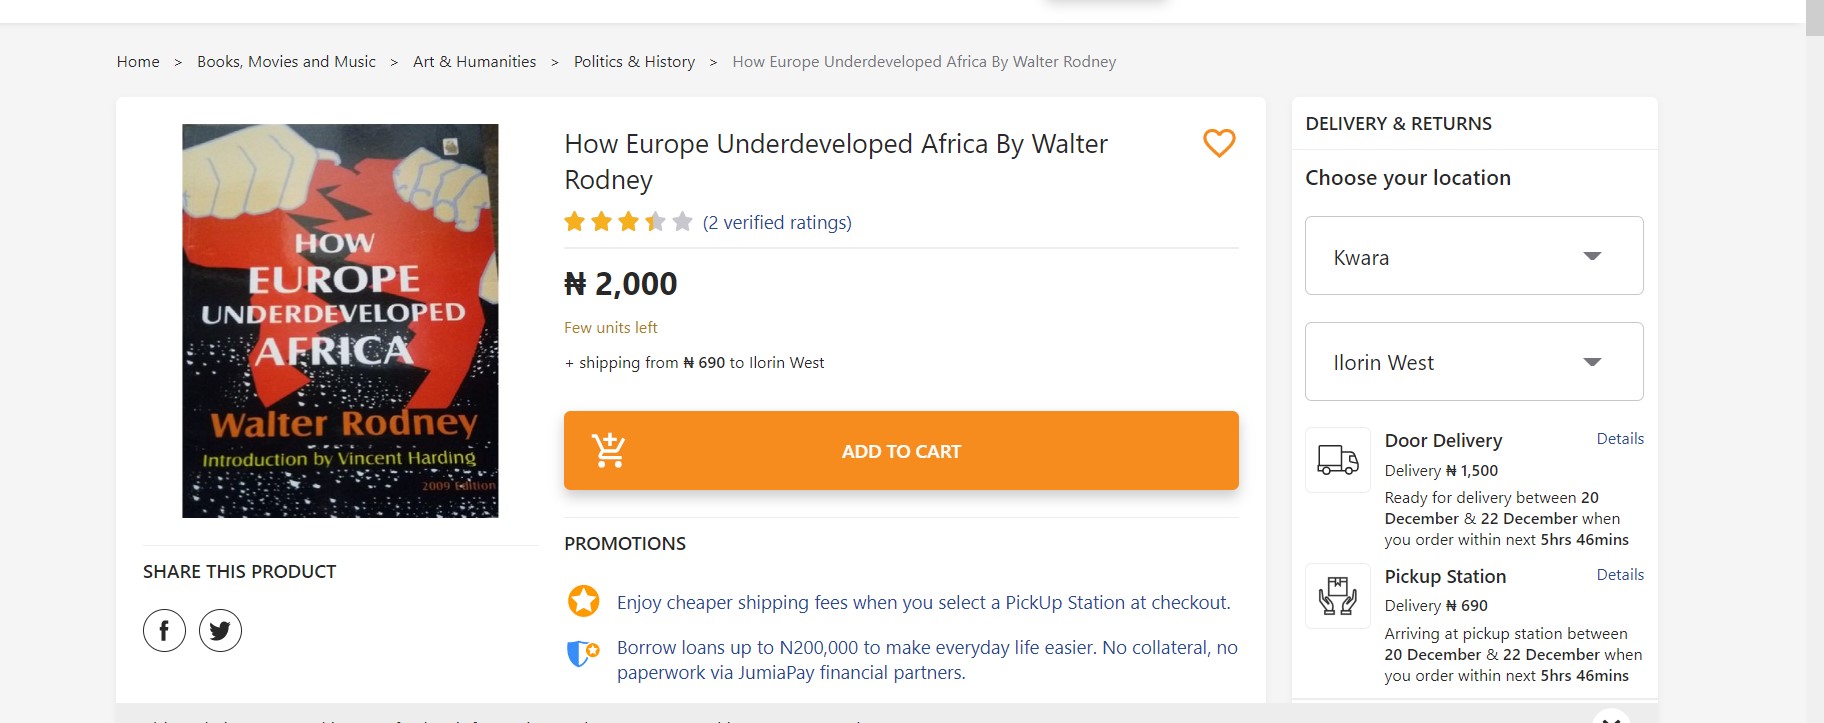 Home > Books, Movies and Music > Art & Humanities > Politics & History > How Europe Underdeveloped Africa By Walter Rodney
HOW
EUROPE
UNDERDEVELOPED
AFRICA
Walter Rodney
Introduction by Vincent Harding
2009 Edition
SHARE THIS PRODUCT
How Europe Underdeveloped Africa By Walter
Rodney
(2 verified ratings)
₦ 2,000
Few units left
+ shipping from ₦ 690 to Ilorin West
ADD TO CART
PROMOTIONS
Enjoy cheaper shipping fees when you select a PickUp Station at checkout.
Borrow loans up to N200,000 to make everyday life easier. No collateral, no
paperwork via JumiaPay financial partners.
DELIVERY & RETURNS
Choose your location
Kwara
Ilorin West
Door Delivery
Details
Delivery ₦ 1,500
Ready for delivery between 20
December & 22 December when
you order within next 5hrs 46mins
Pickup Station
Details
Delivery ₦ 690
Arriving at pickup station between
20 December & 22 December when
you order within next 5hrs 46mins